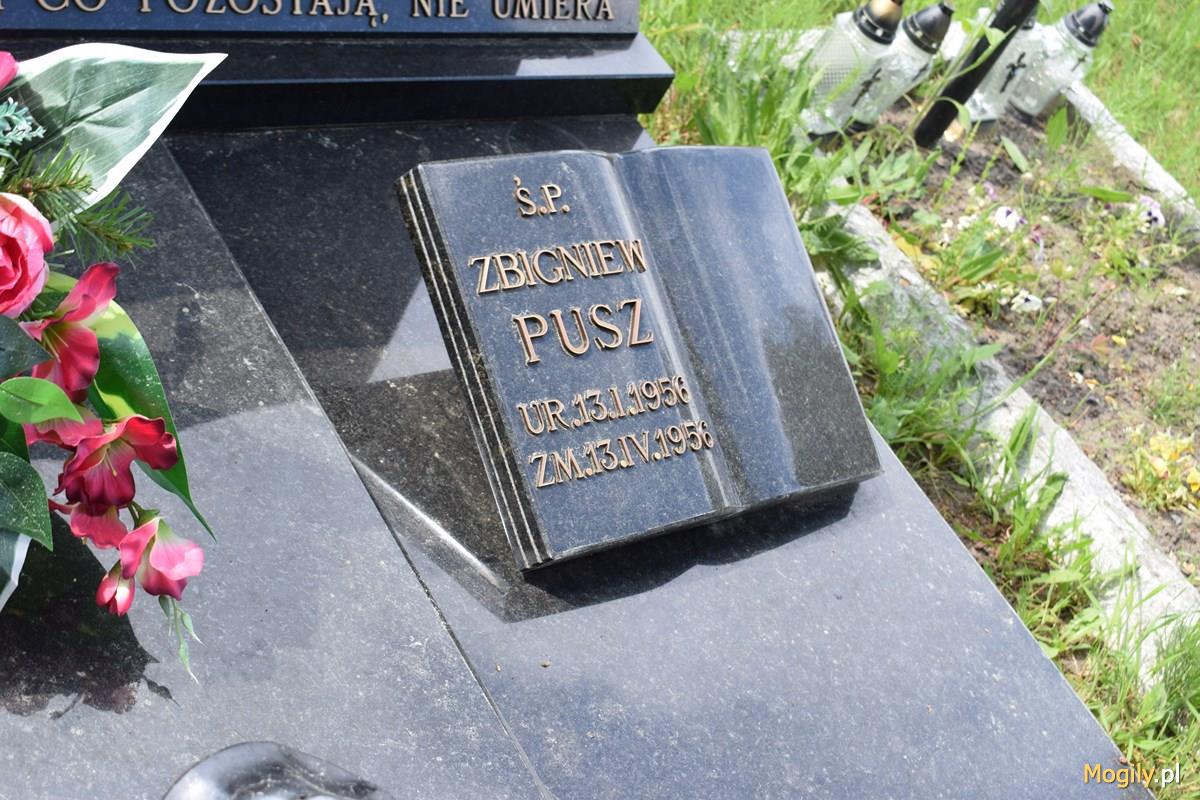 CO POZOSTAJĄ, NIE UMIERA
Ś.P.
ZBIGNIEW
PUSZ
UR.13.I.1956
ZM.13.IV.1956
Mogily.pl